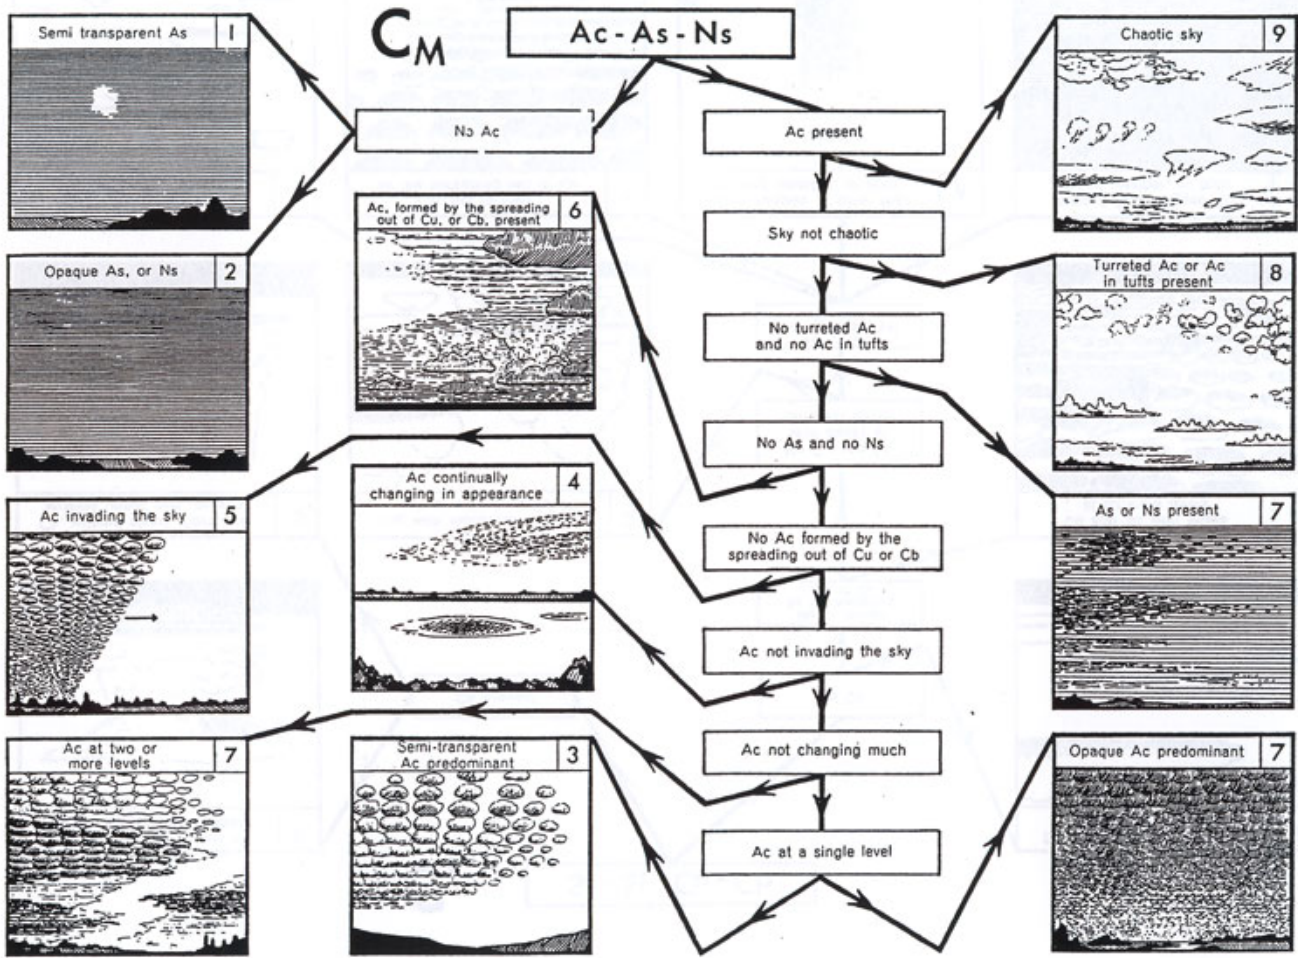 C_M
Ac - As - Ns
Semi transparent As
1
Chaotic sky
9
No Ac
Ac present
Ac, formed by the spreading
out of Cu, or Cb, present
6
Sky not chaotic
Opaque As, or Ns
2
Turreted Ac or Ac
in tufts present
8
No turreted Ac
and no Ac in tufts
No As and no Ns
Ac continually
changing in appearance
4
Ac invading the sky
5
As or Ns present
7
No Ac formed by the
spreading out of Cu or Cb
Ac not invading the sky
Ac at two or
more levels
7
Semi-transparent
Ac predominant
3
Ac not changing much
Opaque Ac predominant
7
Ac at a single level